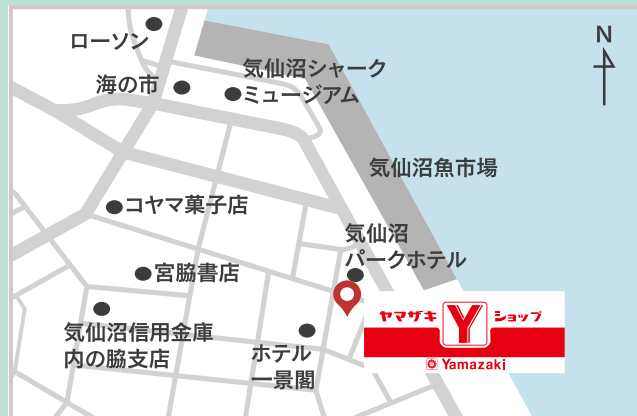 ローソン
N
海の市
気仙沼シャーク
ミュージアム
気仙沼魚市場
コヤマ菓子店
気仙沼
パークホテル
宮脇書店
ヤマザキ Y ショップ
Yamazaki
気仙沼信用金庫
内の脇支店
ホテル
一景閣